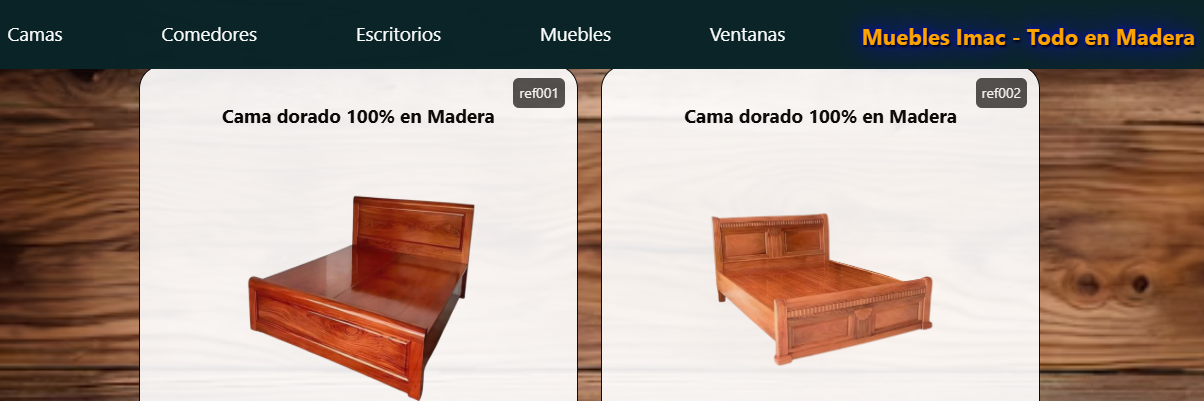 Camas
Comedores
Escritorios
Muebles
Ventanas
Muebles Imac - Todo en Madera
ref001
Cama dorado 100% en Madera
ref002
Cama dorado 100% en Madera